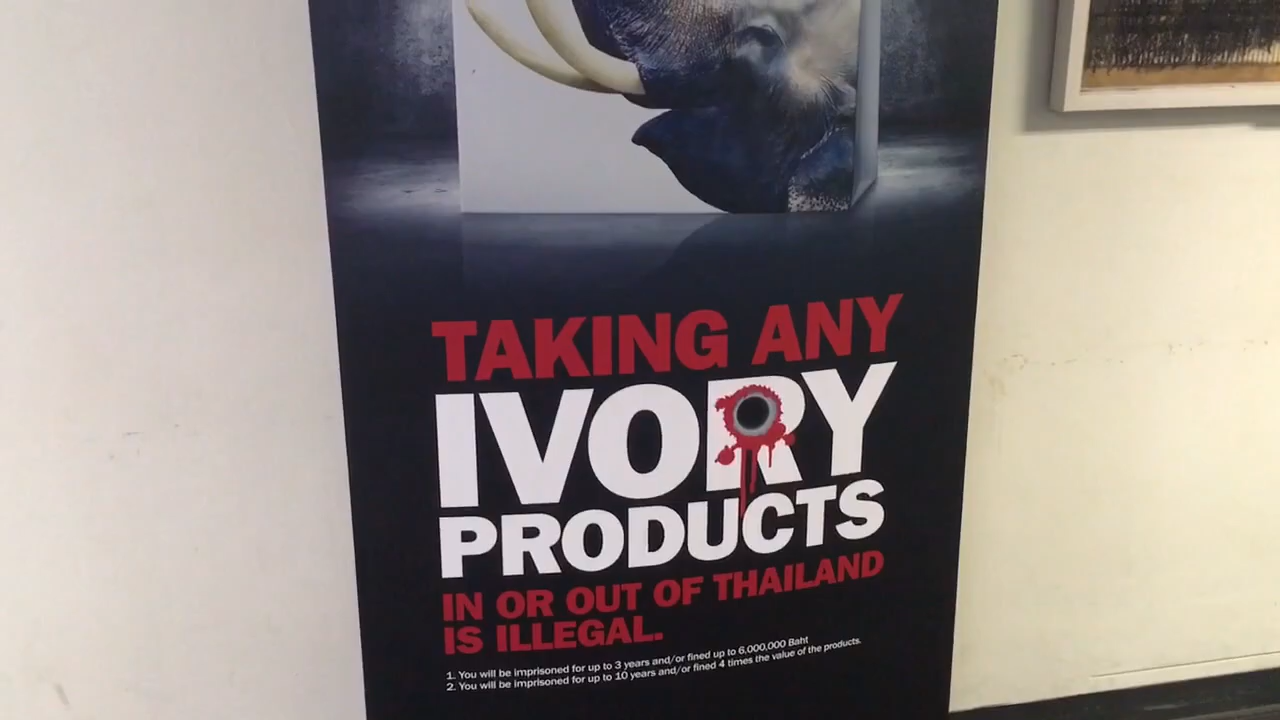 TAKING ANY
IVORY
PRODUCTS
IN OR OUT OF THAILAND
IS ILLEGAL.
1. You will be imprisoned for up to 3 years and/or fined up to 6,000,000 Baht
2. You will be imprisoned for up to 10 years and/or fined 4 times the value of the products.